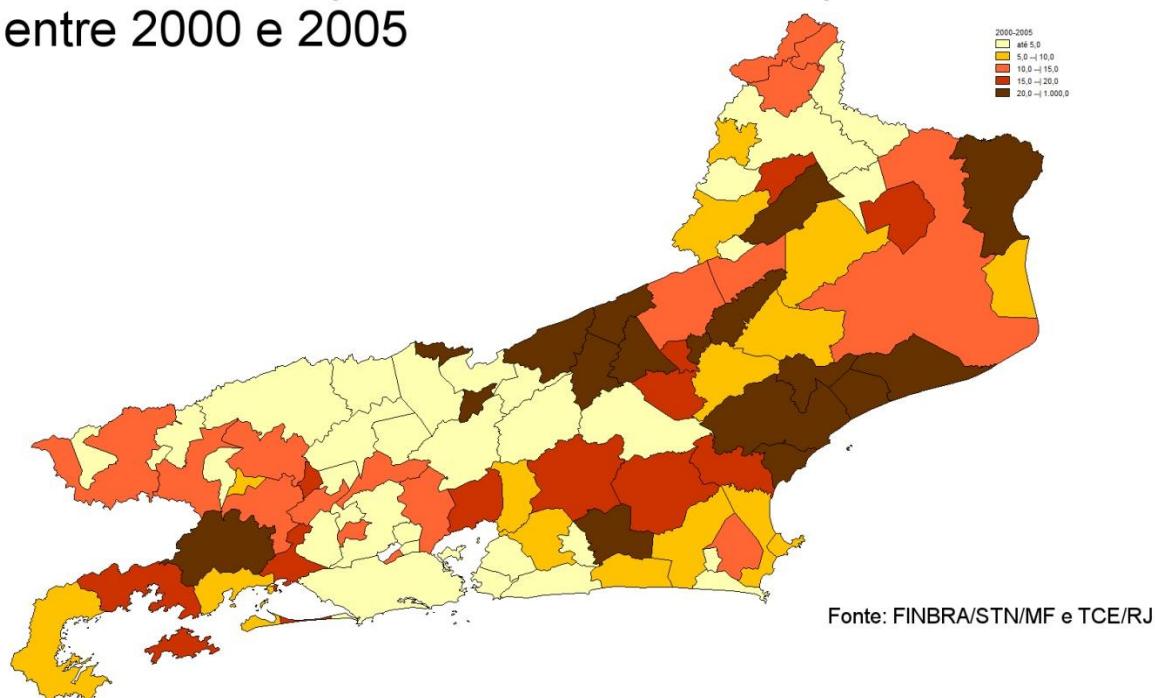 entre 2000 e 2005
2000-2005
até 5,0
5,0 —| 10,0
10,0 —| 15,0
15,0 —| 20,0
20,0 —| 1.000,0
Fonte: FINBRA/STN/MF e TCE/RJ